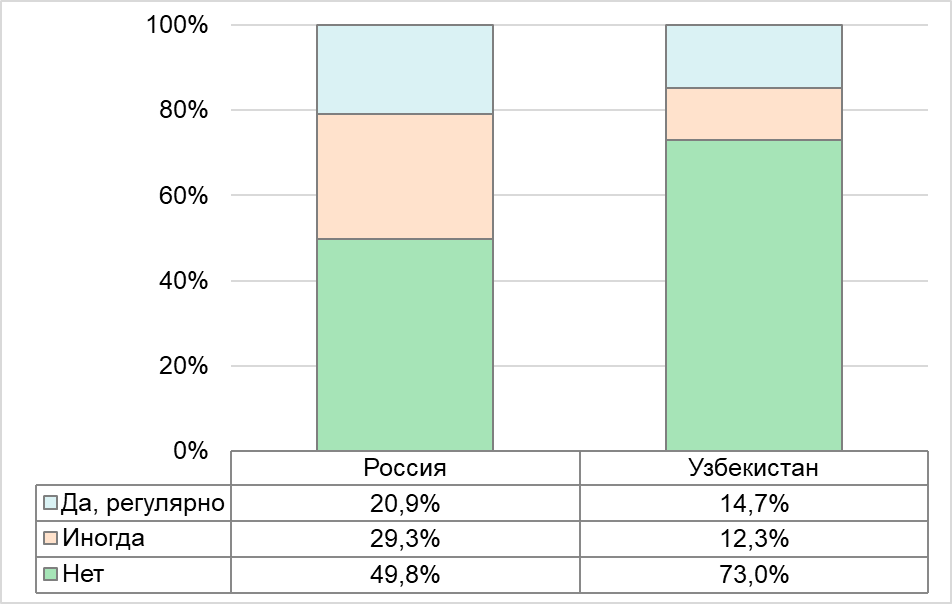 100%
80%
60%
40%
20%
0%
Россия Узбекистан
Да, регулярно 20,9% 14,7%
Иногда 29,3% 12,3%
Нет 49,8% 73,0%